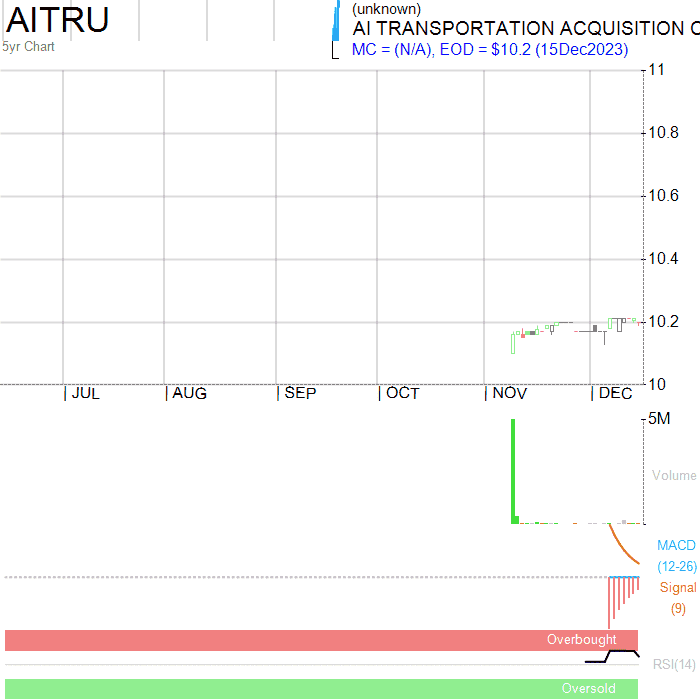 AITRU
(unknown)
AI TRANSPORTATION ACQUISITION C
5yr Chart
MC = (N/A), EOD = $10.2 (15Dec2023)
11
10.8
10.6
10.4
10.2
10
JUL
AUG
SEP
OCT
NOV
DEC
5M
Volume
MACD
(12-26)
Signal
(9)
Overbought
RSI(14)
Oversold